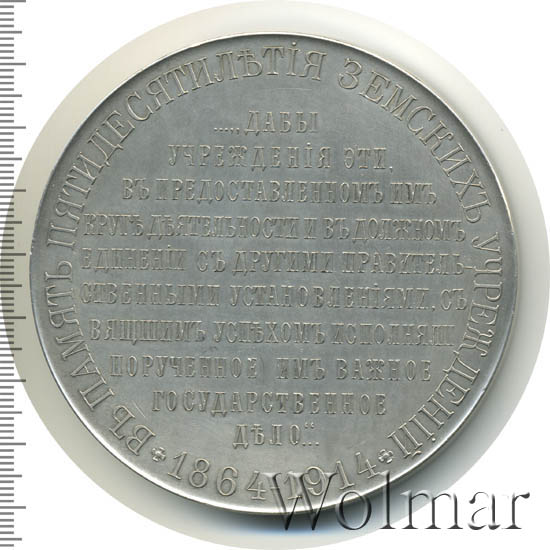 ВЪ ПАМЯТЬ ПЯТИДЕСЯТИЛѢТІЯ ЗЕМСКИХЪ УЧРЕЖДЕНІЙ
.....ДАБЫ
УЧРЕЖДЕНІЯ ЭТИ,
ВЪ ПРЕДОСТАВЛЕННОМЪ ИМЪ
КРУГѢ ДѢЯТЕЛЬНОСТИ И ВЪ ДОЛЖНОМЪ
ЕДИНЕНІИ СЪ ДРУГИМИ ПРАВИТЕЛЬ-
СТВЕННЫМИ УСТАНОВЛЕНІЯМИ, СЪ
ВЯЩШИМЪ УСПѢХОМЪ ИСПОЛНЯЛИ
ПОРУЧЕННОЕ ИМЪ ВАЖНОЕ
ГОСУДАРСТВЕННОЕ
ДѢЛО“..
1864-1914
Wolmar